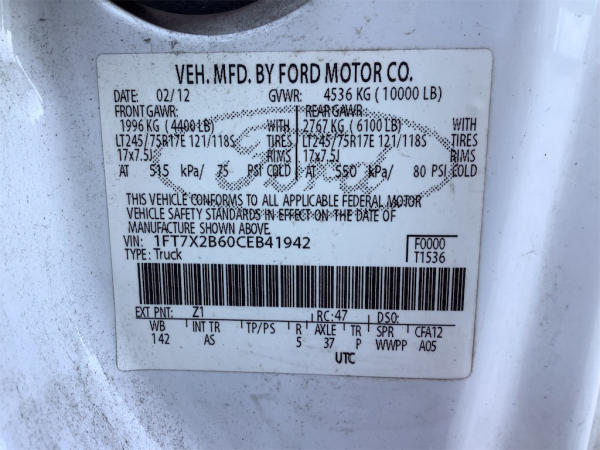 VEH. MFD. BY FORD MOTOR CO.
DATE: 02/12 GVWR: 4536 KG (10000 LB)
FRONT GAWR: REAR GAWR:
1996 KG (4400 LB) WITH 2767 KG (6100 LB) WITH
LT245/75R17E 121/118S TIRES LT245/75R17E 121/118S TIRES
17x7.5J RIMS 17x7.5J RIMS
AT 515 kPa/ 75 PSI COLD AT 550 kPa/ 80 PSI COLD
THIS VEHICLE CONFORMS TO ALL APPLICABLE FEDERAL MOTOR
VEHICLE SAFETY STANDARDS IN EFFECT ON THE DATE OF
MANUFACTURE SHOWN ABOVE.
VIN: 1FT7X2B60CEB41942 F0000
TYPE: Truck T1536
EXT PNT: Z1 RC: 47 DSO:
WB INT TR TP/PS R AXLE TR SPR CFA12
142 AS 5 37 P WWPP A05
UTC